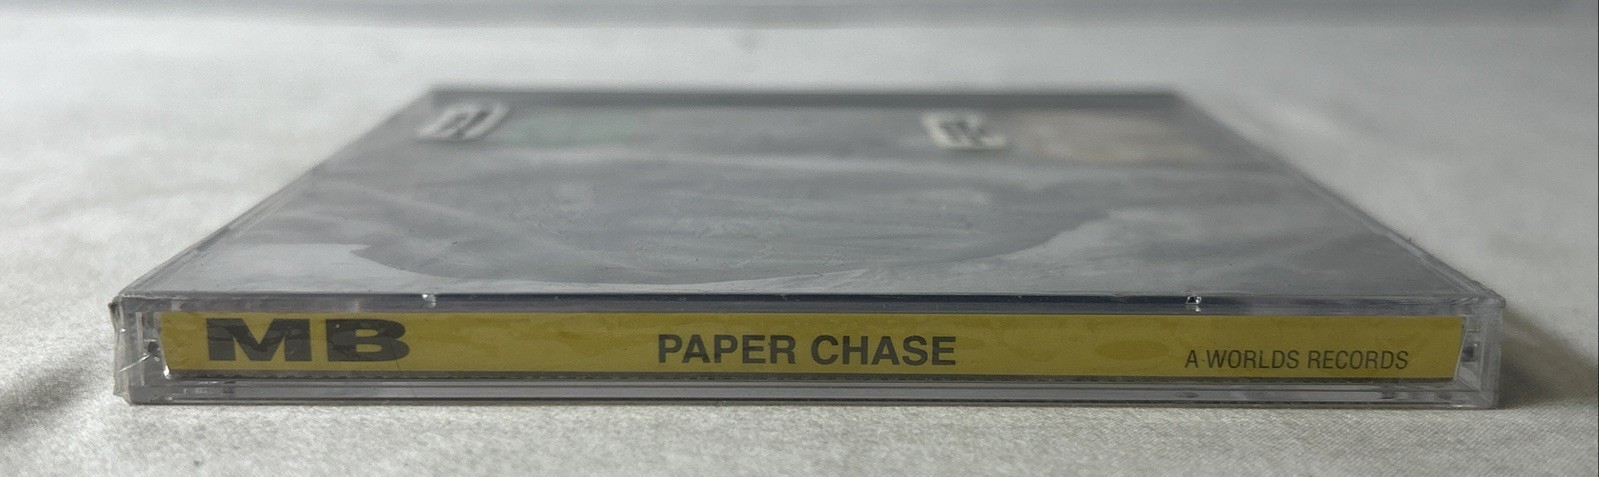 MB PAPER CHASE A-WORLDS RECORDS